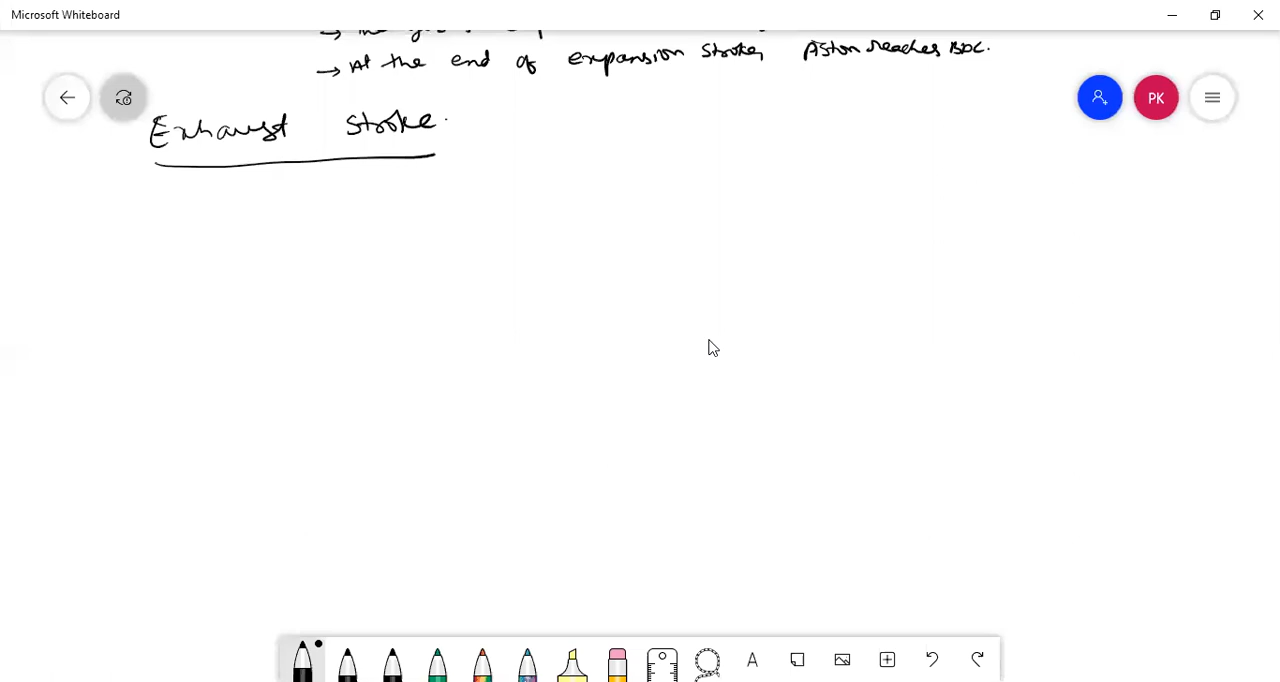 Microsoft Whiteboard
→ At the end of expansion stroke, Piston reaches BDC.
PK
Exhaust stroke.
A